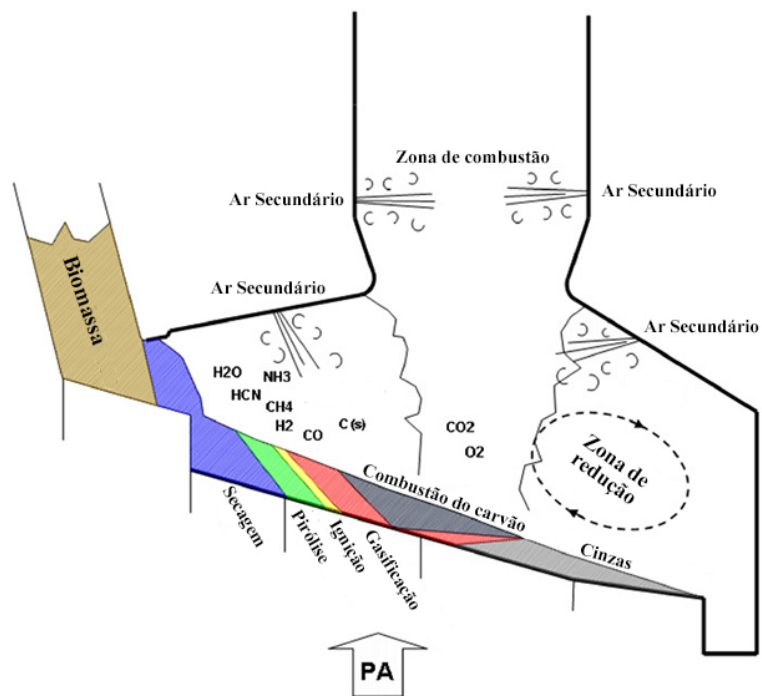 Zona de combustão
Ar Secundário
Ar Secundário
Biomassa
Ar Secundário
Ar Secundário
H2O
NH3
HCN
CH4
H2
CO
C(s)
CO2
O2
Zona de
redução
Secagem
Pirólise
Ignição
Gasificação
Combustão do carvão
Cinzas
PA